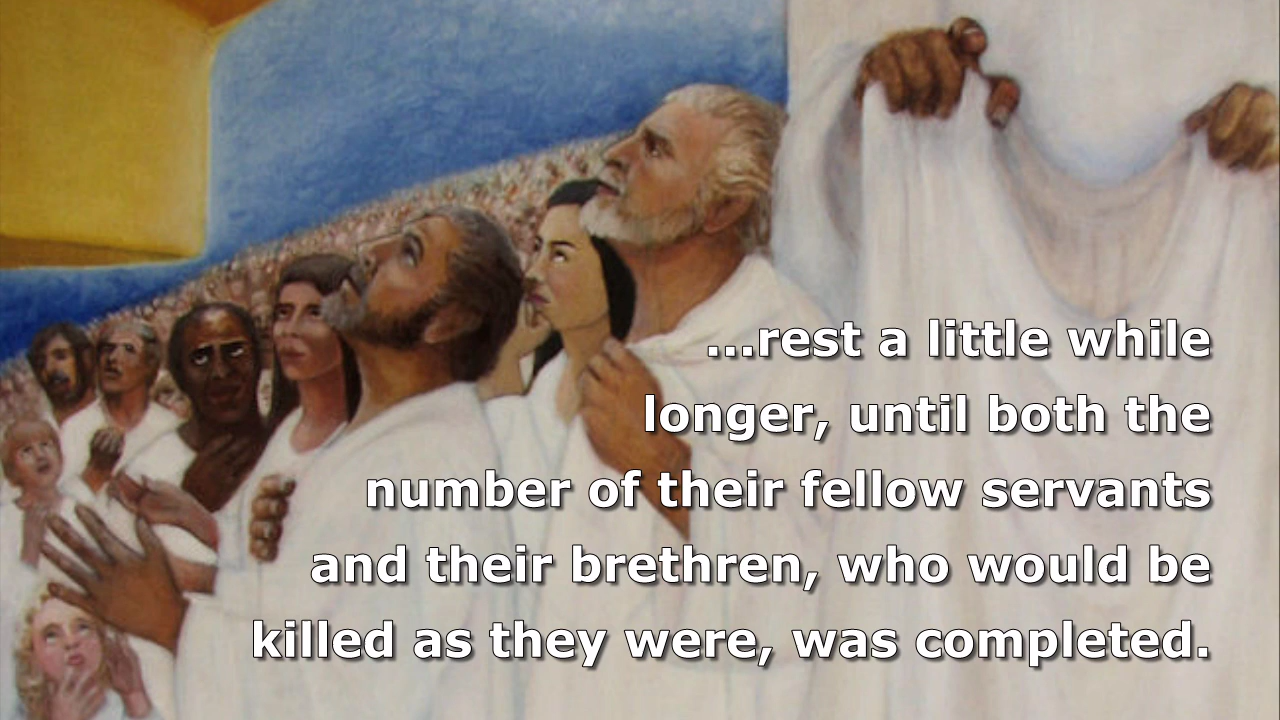 ...rest a little while
longer, until both the
number of their fellow servants
and their brethren, who would be
killed as they were, was completed.